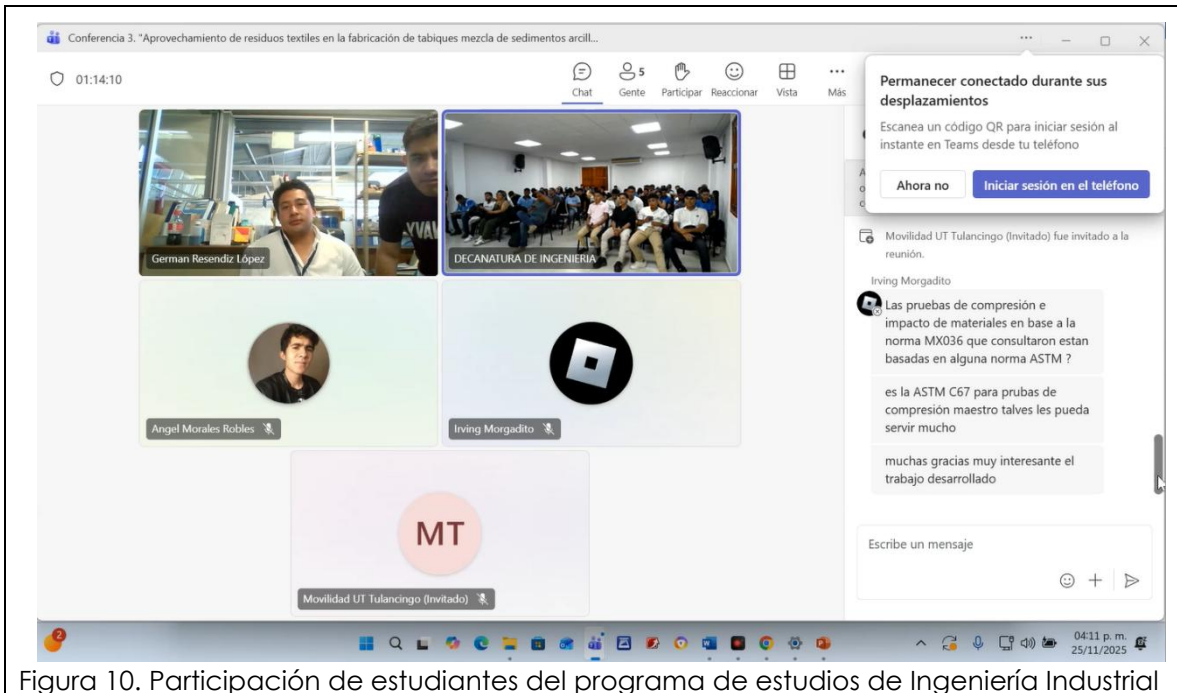 Conferencia 3. "Aprovechamiento de residuos textiles en la fabricación de tabiques mezcla de sedimentos arcill...
01:14:10
Chat
Gente 5
Participar
Reaccionar
Vista
Más
Permanecer conectado durante sus
desplazamientos
Escanea un código QR para iniciar sesión al
instante en Teams desde tu teléfono
Ahora no
Iniciar sesión en el teléfono
German Resendiz López
DECANATURA DE INGENIERIA
Angel Morales Robles
Irving Morgadito
MT
Movilidad UT Tulancingo (Invitado)
Movilidad UT Tulancingo (Invitado) fue invitado a la
reunión.
Irving Morgadito
Las pruebas de compresión e
impacto de materiales en base a la
norma MX036 que consultaron estan
basadas en alguna norma ASTM ?
es la ASTM C67 para prubas de
compresión maestro talves les pueda
servir mucho
muchas gracias muy interesante el
trabajo desarrollado
Escribe un mensaje
2
04:11 p. m.
25/11/2025
Figura 10. Participación de estudiantes del programa de estudios de Ingeniería Industrial